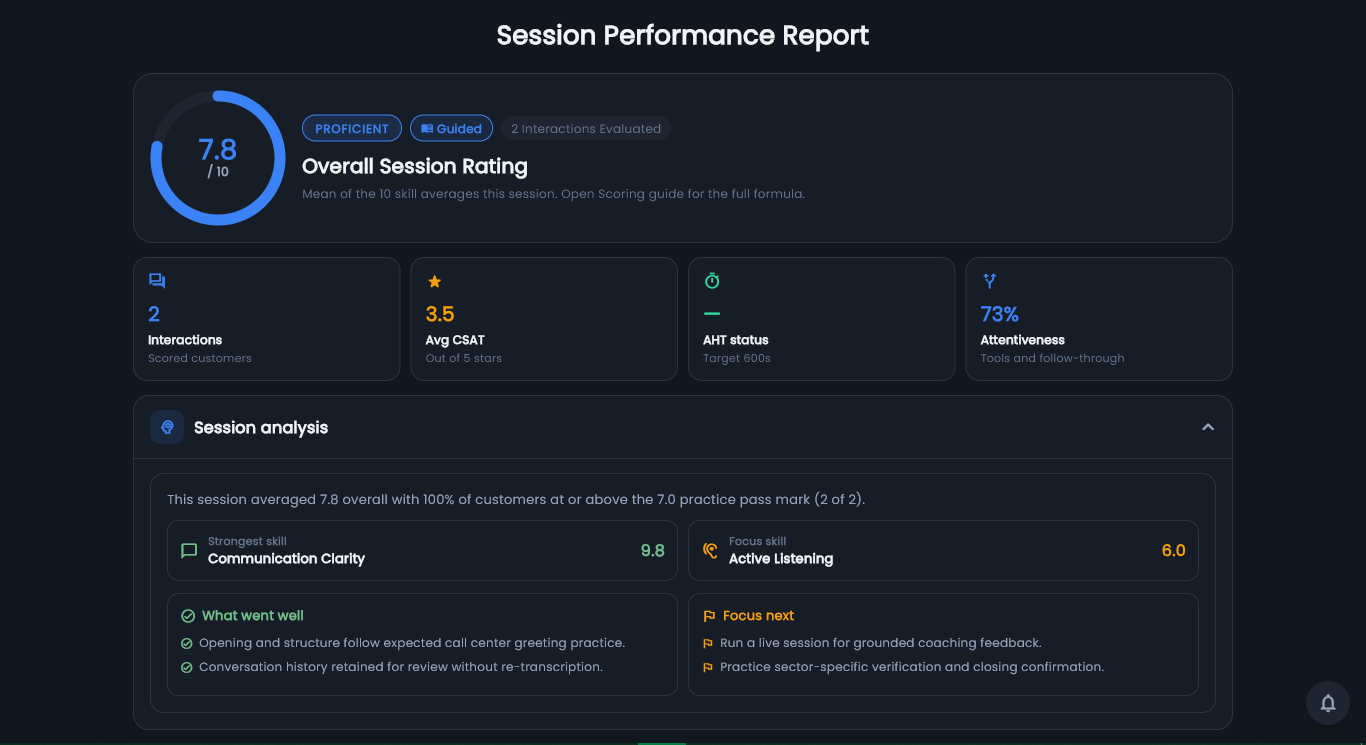 Session Performance Report
7.8
/ 10
PROFICIENT
Guided
2 Interactions Evaluated
Overall Session Rating
Mean of the 10 skill averages this session. Open Scoring guide for the full formula.
2
Interactions
Scored customers
3.5
Avg CSAT
Out of 5 stars
—
AHT status
Target 600s
73%
Attentiveness
Tools and follow-through
Session analysis
This session averaged 7.8 overall with 100% of customers at or above the 7.0 practice pass mark (2 of 2).
Strongest skill
Communication Clarity
9.8
Focus skill
Active Listening
6.0
What went well
Opening and structure follow expected call center greeting practice.
Conversation history retained for review without re-transcription.
Focus next
Run a live session for grounded coaching feedback.
Practice sector-specific verification and closing confirmation.